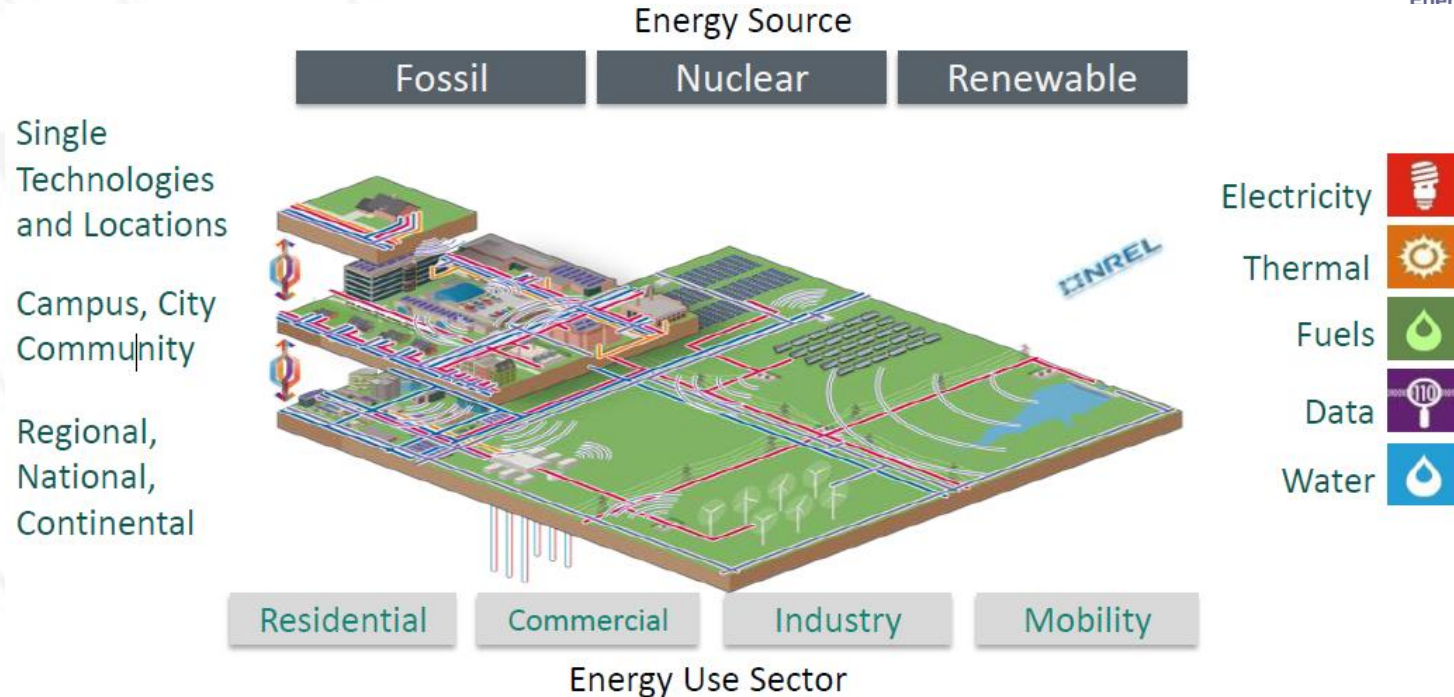 Energy Source
Fossil
Nuclear
Renewable
Single
Technologies
and Locations
Campus, City
Community
Regional,
National,
Continental
NREL
Electricity
Thermal
Fuels
Data
110
Water
Residential
Commercial
Industry
Mobility
Energy Use Sector